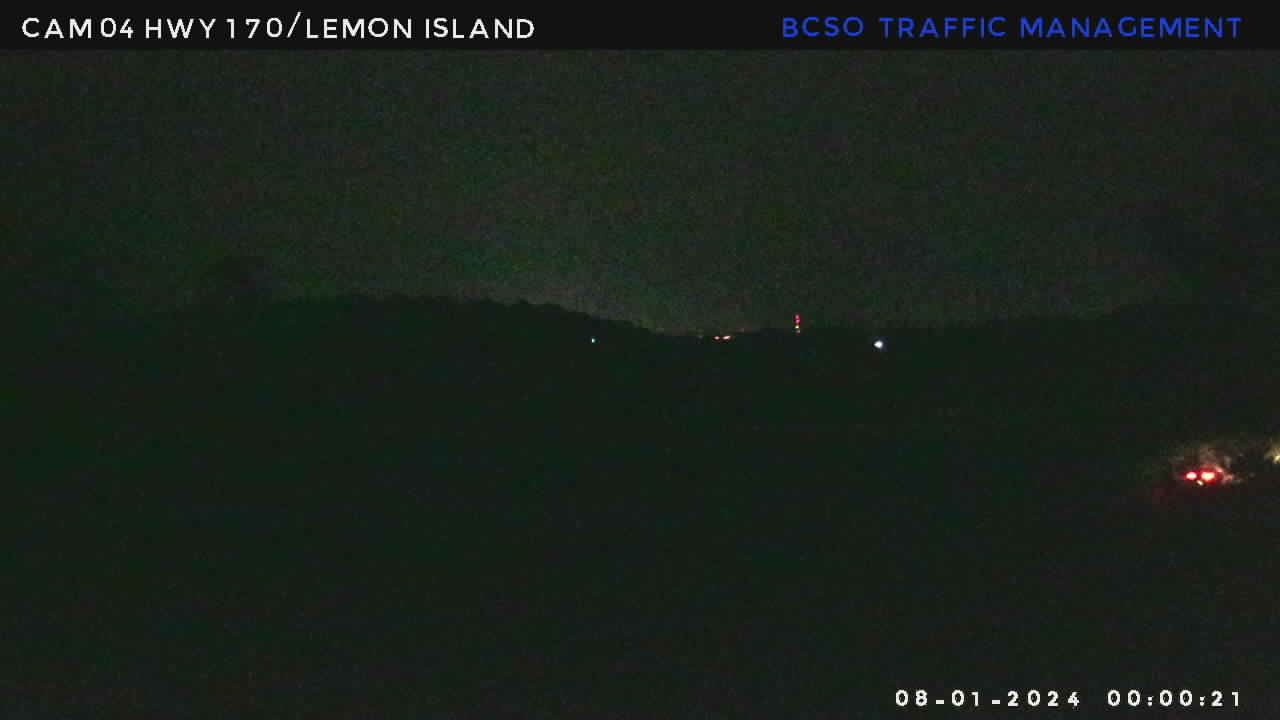 CAM04 HWY 170/LEMON ISLAND
BCSO TRAFFIC MANAGEMENT
08-01-2024 00:00:21